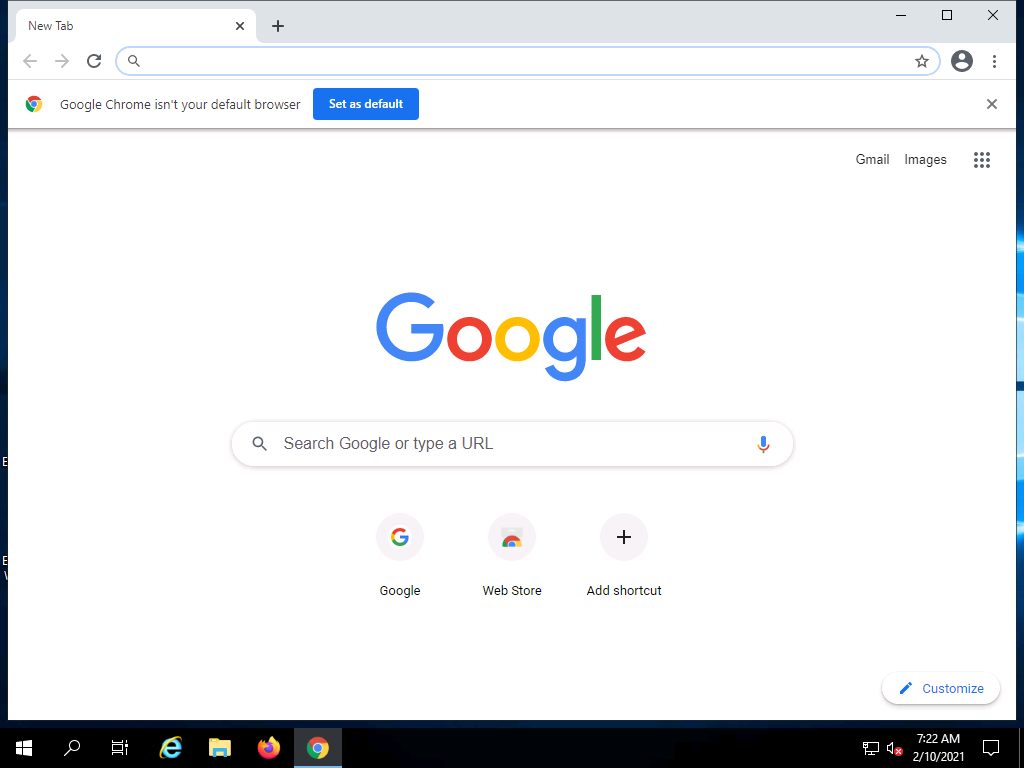 New Tab
Google Chrome isn't your default browser
Set as default
Gmail
Images
Google
Search Google or type a URL
Google
Web Store
Add shortcut
Customize
E
E
7:22 AM
2/10/2021